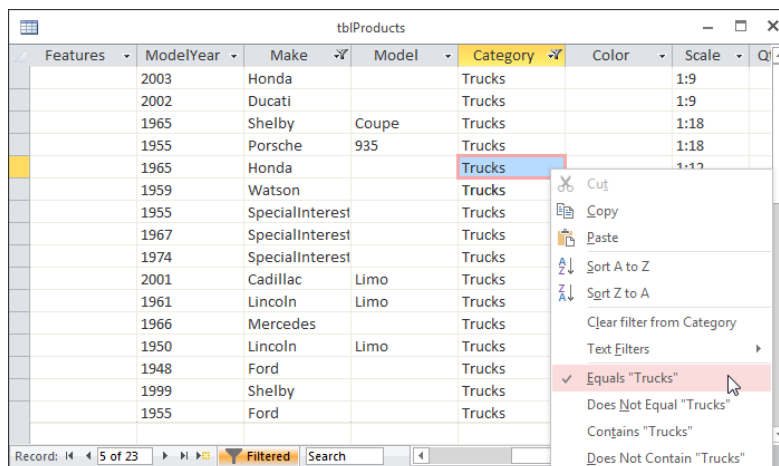 tblProducts
Features ModelYear Make Model Category Color Scale
2003 Honda Trucks 1:9
2002 Ducati Trucks 1:9
1965 Shelby Coupe Trucks 1:18
1955 Porsche 935 Trucks 1:18
1965 Honda Trucks 1:12
1959 Watson Trucks
1955 SpecialInterest Trucks
1967 SpecialInterest Trucks
1974 SpecialInterest Trucks
2001 Cadillac Limo Trucks
1961 Lincoln Limo Trucks
1966 Mercedes Trucks
1950 Lincoln Limo Trucks
1948 Ford Trucks
1999 Shelby Trucks
1955 Ford Trucks
Cut
Copy
Paste
Sort A to Z
Sort Z to A
Clear filter from Category
Text Filters
Equals "Trucks"
Does Not Equal "Trucks"
Contains "Trucks"
Does Not Contain "Trucks"
Record: 5 of 23 Filtered Search